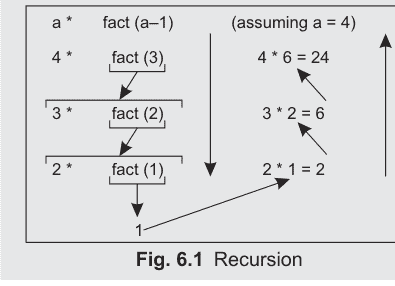 a * fact (a–1) (assuming a = 4)
4 * fact (3) 4 * 6 = 24
3 * fact (2) 3 * 2 = 6
2 * fact (1) 2 * 1 = 2
1
Fig. 6.1 Recursion